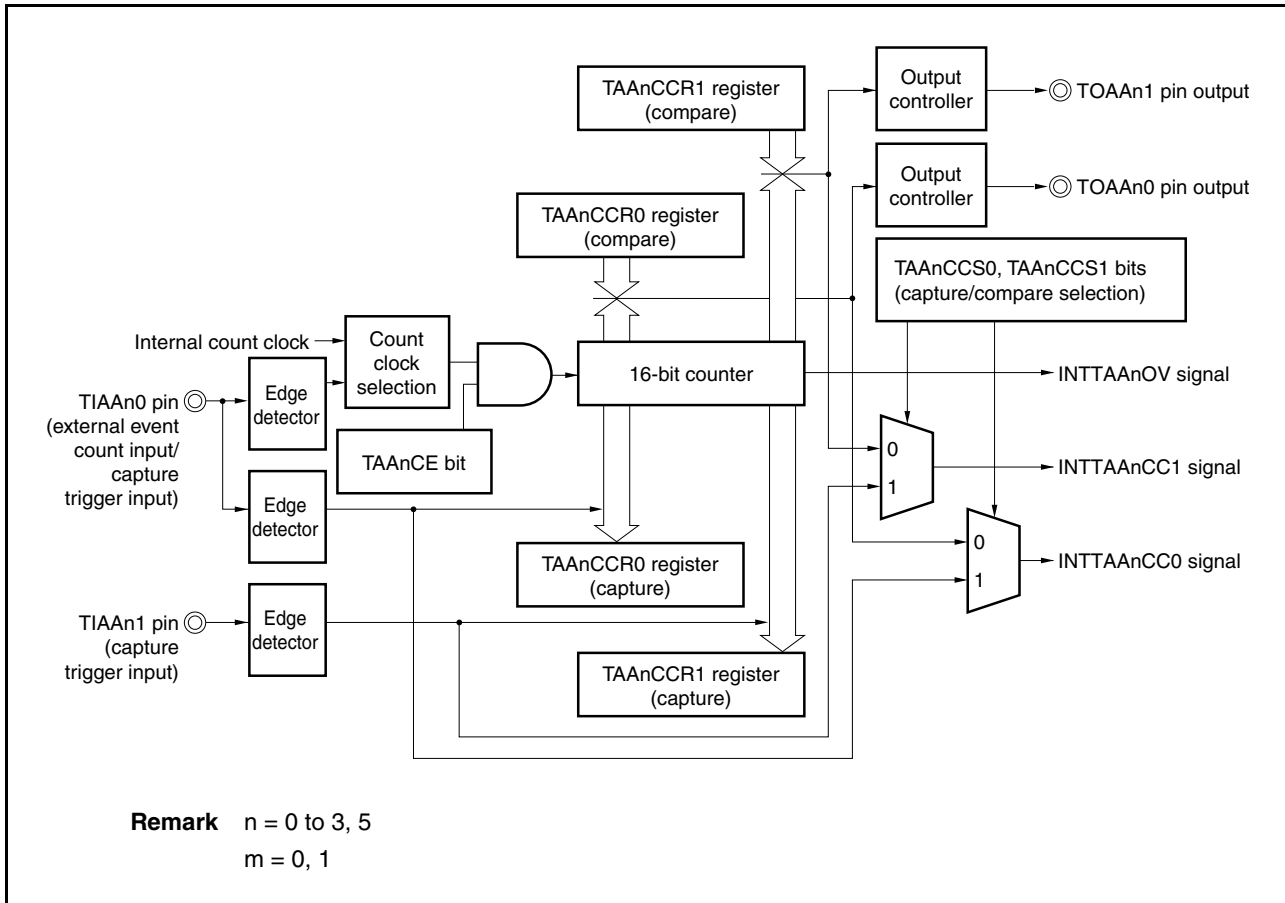 TAAnCCR1 register
(compare)
Output
controller
TOAAn1 pin output
Output
controller
TOAAn0 pin output
TAAnCCR0 register
(compare)
TAAnCCS0, TAAnCCS1 bits
(capture/compare selection)
Internal count clock
Count
clock
selection
16-bit counter
INTTAAnOV signal
TIAAn0 pin
(external event
count input/
capture
trigger input)
Edge
detector
TAAnCE bit
0
1
INTTAAnCC1 signal
Edge
detector
TAAnCCR0 register
(capture)
0
1
INTTAAnCC0 signal
TIAAn1 pin
(capture
trigger input)
Edge
detector
TAAnCCR1 register
(capture)
Remark n = 0 to 3, 5
m = 0, 1